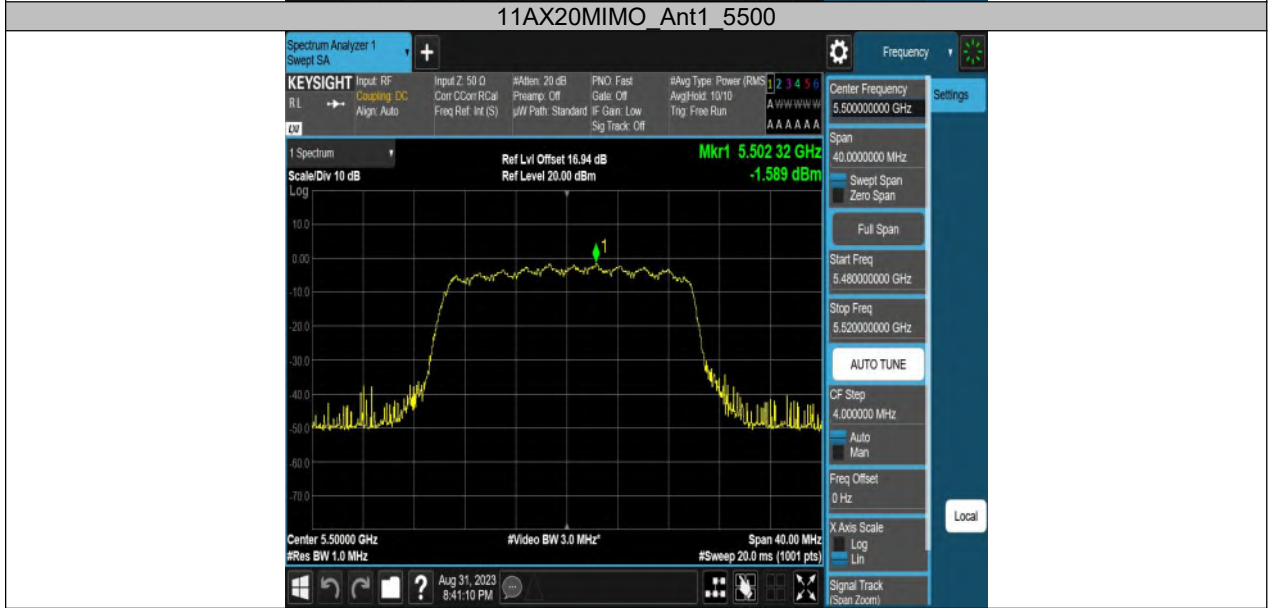 11AX20MIMO_Ant1_5500
Spectrum Analyzer 1
Swept SA
+
Frequency
KEYSIGHT
RL
Input: RF
Coupling: DC
Align: Auto
Input Z: 50 Ω
Corr CCorr RCal
Freq Ref: Int (S)
#Atten: 20 dB
Preamp: Off
µW Path: Standard
PNO: Fast
Gate: Off
IF Gain: Low
Sig Track: Off
#Avg Type: Power (RMS
Avg|Hold: 10/10
Trig: Free Run
1 2 3 4 5 6
A W W W W W
A A A A A A
1 Spectrum
Scale/Div 10 dB
Ref Lvl Offset 16.94 dB
Ref Level 20.00 dBm
Mkr1 5.502 32 GHz
-1.589 dBm
Log
10.0
0.00
-10.0
-20.0
-30.0
-40.0
-50.0
-60.0
-70.0
1
Center 5.50000 GHz
#Res BW 1.0 MHz
#Video BW 3.0 MHz*
Span 40.00 MHz
#Sweep 20.0 ms (1001 pts)
Center Frequency
5.500000000 GHz
Settings
Span
40.0000000 MHz
Swept Span
Zero Span
Full Span
Start Freq
5.480000000 GHz
Stop Freq
5.520000000 GHz
AUTO TUNE
CF Step
4.000000 MHz
Auto
Man
Freq Offset
0 Hz
X Axis Scale
Log
Lin
Local
Signal Track
(Span Zoom)
?
Aug 31, 2023
8:41:10 PM